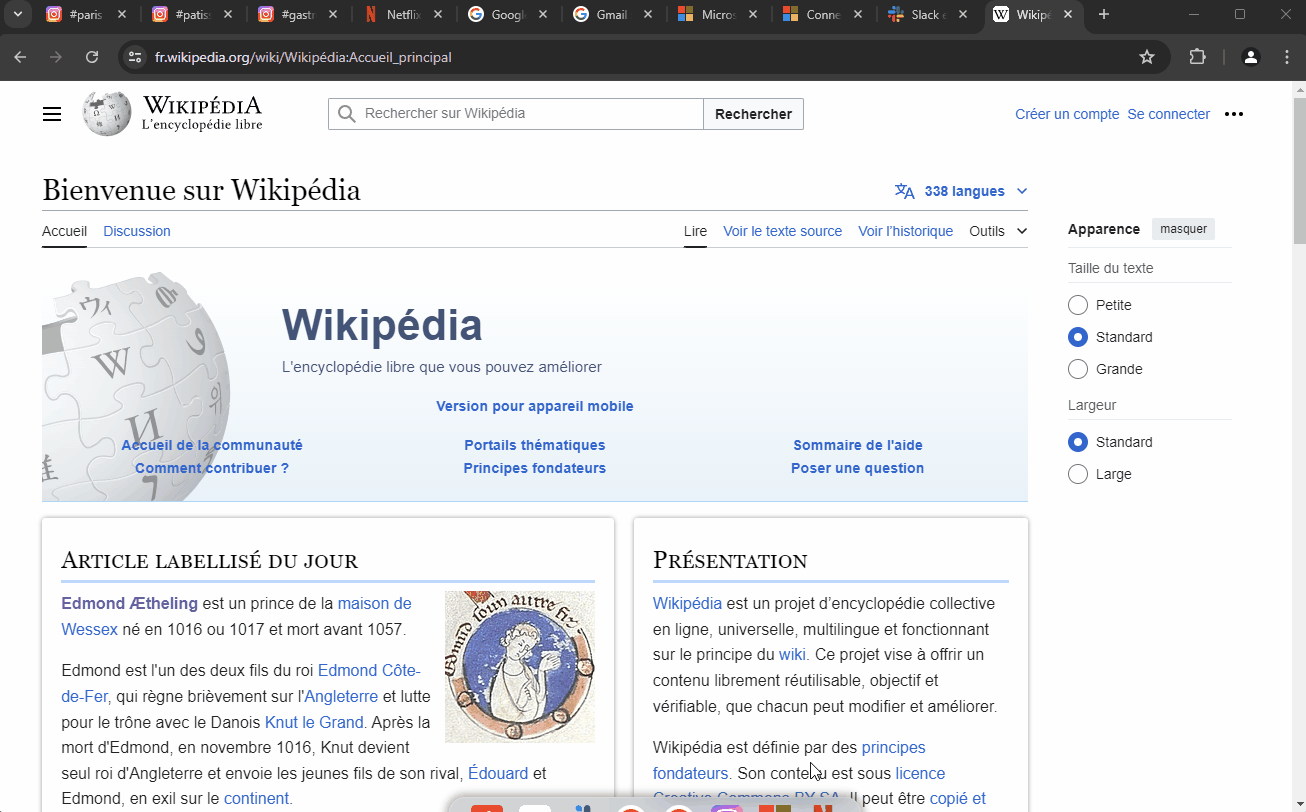 #paris
#patiss
#gastr
Netflix
Google
Gmail
Micros
Conne
Slack
Wikipé
fr.wikipedia.org/wiki/Wikipédia:Accueil_principal
WIKIPÉDIA
L'encyclopédie libre
Rechercher sur Wikipédia
Rechercher
Créer un compte Se connecter
Bienvenue sur Wikipédia
338 langues
Accueil Discussion
Lire Voir le texte source Voir l'historique Outils
Apparence masquer
Taille du texte
Petite
Standard
Grande
Largeur
Standard
Large
Wikipédia
L'encyclopédie libre que vous pouvez améliorer
Version pour appareil mobile
Accueil de la communauté
Portails thématiques
Sommaire de l'aide
Comment contribuer ?
Principes fondateurs
Poser une question
ARTICLE LABELLISÉ DU JOUR
Edmond Ætheling est un prince de la maison de
Wessex né en 1016 ou 1017 et mort avant 1057.
Edmond est l'un des deux fils du roi Edmond Côte-
de-Fer, qui règne brièvement sur l'Angleterre et lutte
pour le trône avec le Danois Knut le Grand. Après la
mort d'Edmond, en novembre 1016, Knut devient
seul roi d'Angleterre et envoie les jeunes fils de son rival, Édouard et
Edmond, en exil sur le continent.
PRÉSENTATION
Wikipédia est un projet d'encyclopédie collective
en ligne, universelle, multilingue et fonctionnant
sur le principe du wiki. Ce projet vise à offrir un
contenu librement réutilisable, objectif et
vérifiable, que chacun peut modifier et améliorer.
Wikipédia est définie par des principes
fondateurs. Son contenu est sous licence
Creative Commons BY-SA. Il peut être copié et